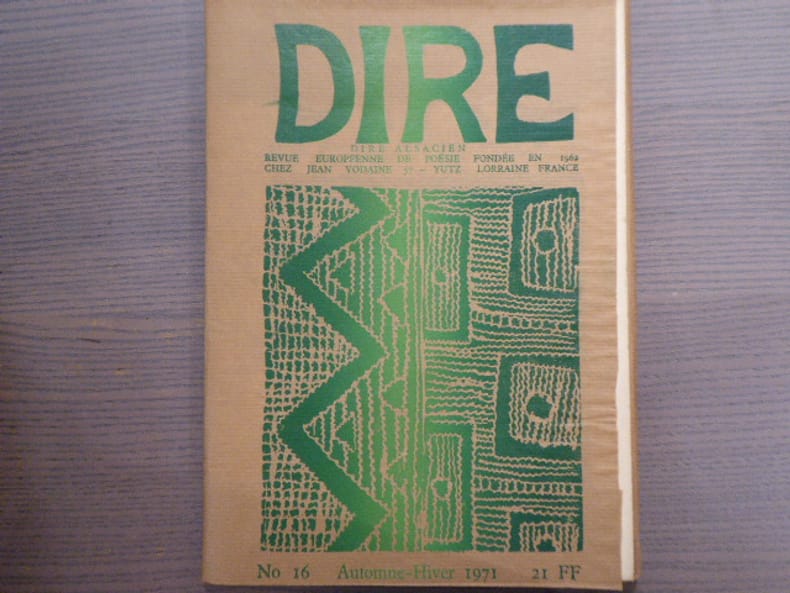 DIRE
DIRE ALSACIEN
REVUE EUROPÉENNE DE POÉSIE FONDÉE EN 1962
CHEZ JEAN VODAINE 57 – YUTZ LORRAINE FRANCE
No 16 Automne-Hiver 1971 21 FF